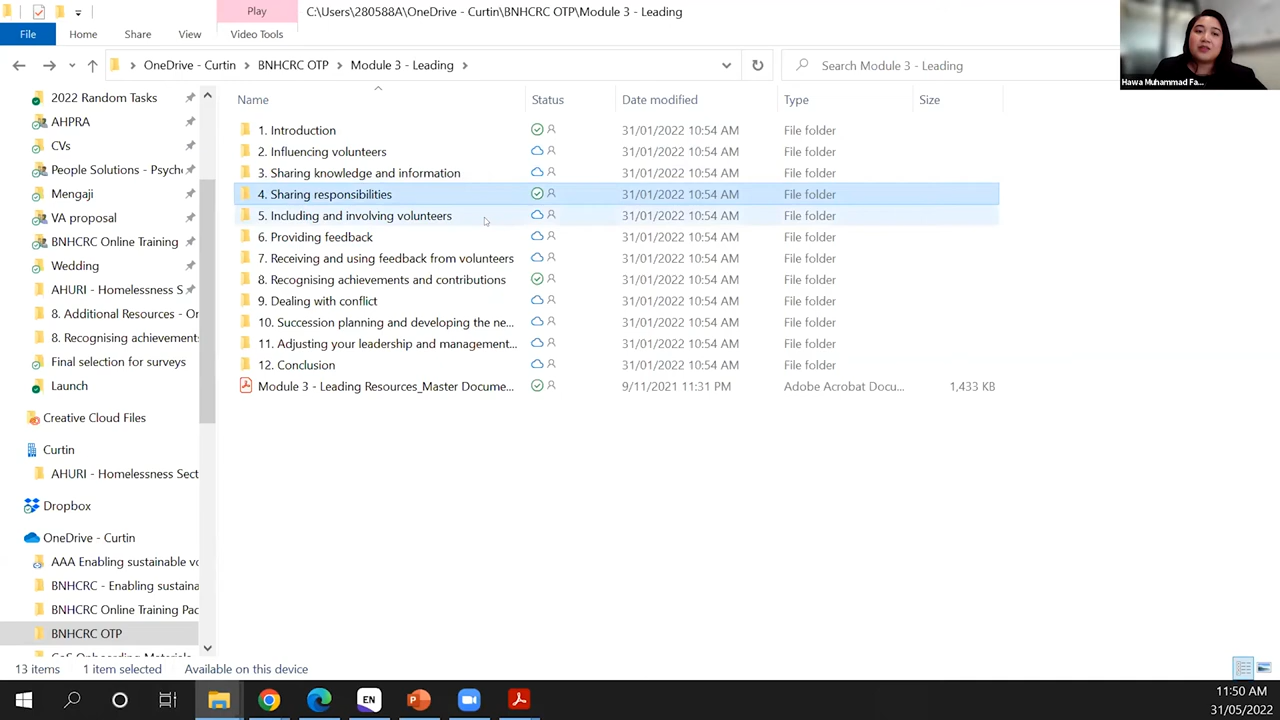 Play C:\Users\280588A\OneDrive - Curtin\BNHCRC OTP\Module 3 - Leading
File Home Share View Video Tools
OneDrive - Curtin BNHCRC OTP Module 3 - Leading Search Module 3 - Leading
Hawa Muhammad Fa...
Name Status Date modified Type Size
2022 Random Tasks
AHPRA
CVs
People Solutions - Psych
Mengaji
VA proposal
BNHCRC Online Training
Wedding
AHURI - Homelessness S
8. Additional Resources - Or
8. Recognising achievements
Final selection for surveys
Launch
Creative Cloud Files
Curtin
AHURI - Homelessness Sect
Dropbox
OneDrive - Curtin
AAA Enabling sustainable vo
BNHCRC - Enabling sustaina
BNHCRC Online Training Pac
BNHCRC OTP
1. Introduction 31/01/2022 10:54 AM File folder
2. Influencing volunteers 31/01/2022 10:54 AM File folder
3. Sharing knowledge and information 31/01/2022 10:54 AM File folder
4. Sharing responsibilities 31/01/2022 10:54 AM File folder
5. Including and involving volunteers 31/01/2022 10:54 AM File folder
6. Providing feedback 31/01/2022 10:54 AM File folder
7. Receiving and using feedback from volunteers 31/01/2022 10:54 AM File folder
8. Recognising achievements and contributions 31/01/2022 10:54 AM File folder
9. Dealing with conflict 31/01/2022 10:54 AM File folder
10. Succession planning and developing the ne... 31/01/2022 10:54 AM File folder
11. Adjusting your leadership and management... 31/01/2022 10:54 AM File folder
12. Conclusion 31/01/2022 10:54 AM File folder
Module 3 - Leading Resources_Master Docume... 9/11/2021 11:31 PM Adobe Acrobat Docu... 1,433 KB
13 items 1 item selected Available on this device
EN
11:50 AM
31/05/2022